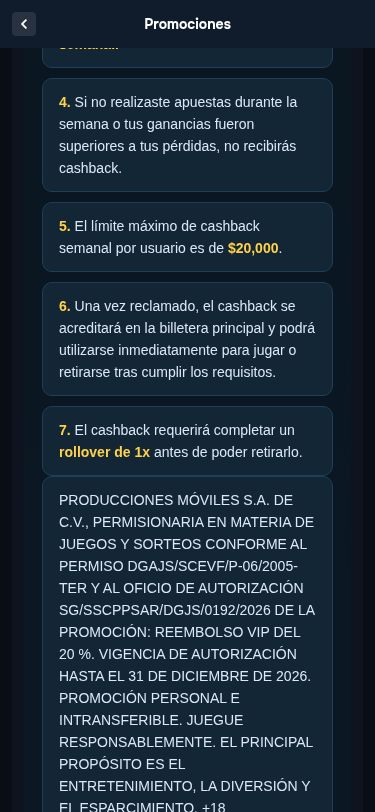 Promociones
semanal.
4. Si no realizaste apuestas durante la
semana o tus ganancias fueron
superiores a tus pérdidas, no recibirás
cashback.
5. El límite máximo de cashback
semanal por usuario es de $20,000.
6. Una vez reclamado, el cashback se
acreditará en la billetera principal y podrá
utilizarse inmediatamente para jugar o
retirarse tras cumplir los requisitos.
7. El cashback requerirá completar un
rollover de 1x antes de poder retirarlo.
PRODUCCIONES MÓVILES S.A. DE
C.V., PERMISIONARIA EN MATERIA DE
JUEGOS Y SORTEOS CONFORME AL
PERMISO DGAJS/SCEVF/P-06/2005-
TER Y AL OFICIO DE AUTORIZACIÓN
SG/SSCPPSAR/DGJS/0192/2026 DE LA
PROMOCIÓN: REEMBOLSO VIP DEL
20 %. VIGENCIA DE AUTORIZACIÓN
HASTA EL 31 DE DICIEMBRE DE 2026.
PROMOCIÓN PERSONAL E
INTRANSFERIBLE. JUEGUE
RESPONSABLEMENTE. EL PRINCIPAL
PROPÓSITO ES EL
ENTRETENIMIENTO, LA DIVERSIÓN Y
EL ESPARCIMIENTO. +18